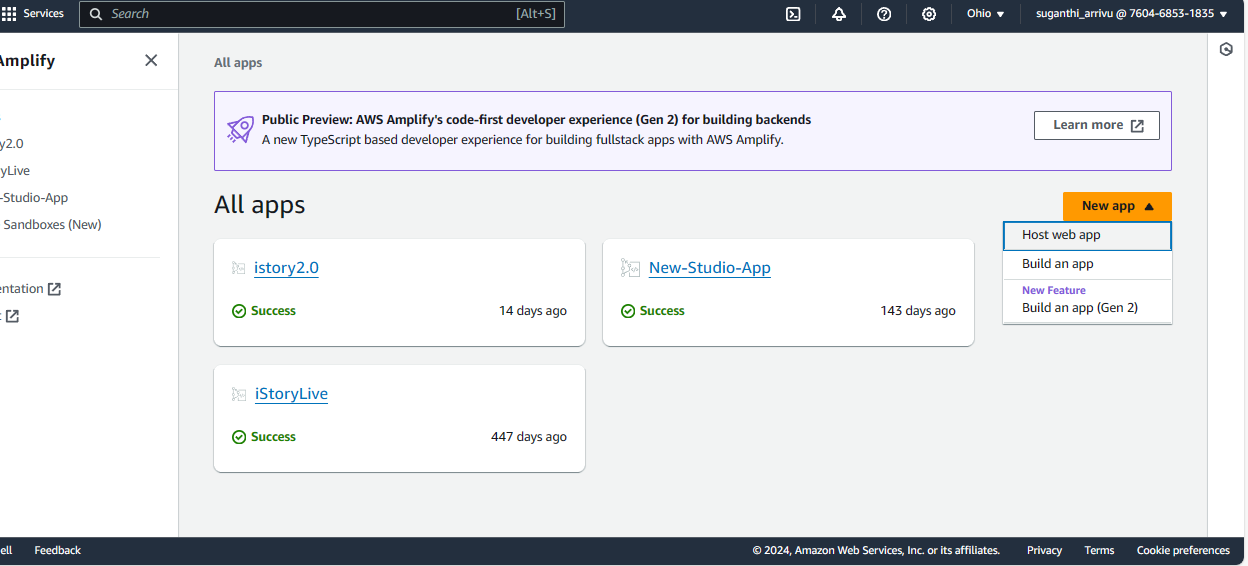 Services
Search
[Alt+S]
Ohio
suganthi_arrivu @ 7604-6853-1835
Amplify
All apps
y2.0
yLive
-Studio-App
Sandboxes (New)
entation
Public Preview: AWS Amplify's code-first developer experience (Gen 2) for building backends
A new TypeScript based developer experience for building fullstack apps with AWS Amplify.
Learn more
All apps
New app
Host web app
Build an app
New Feature
Build an app (Gen 2)
istory2.0
Success
14 days ago
New-Studio-App
Success
143 days ago
iStoryLive
Success
447 days ago
ell
Feedback
© 2024, Amazon Web Services, Inc. or its affiliates.
Privacy
Terms
Cookie preferences